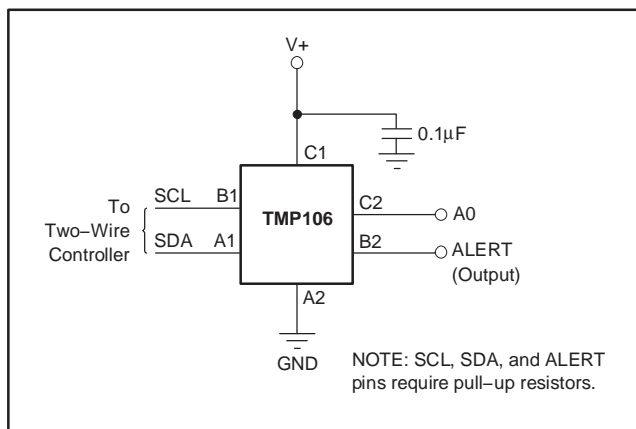 V+
0.1µF
C1
To
Two−Wire
Controller
SCL
B1
SDA
A1
TMP106
C2
A0
B2
ALERT
(Output)
A2
GND
NOTE: SCL, SDA, and ALERT
pins require pull−up resistors.